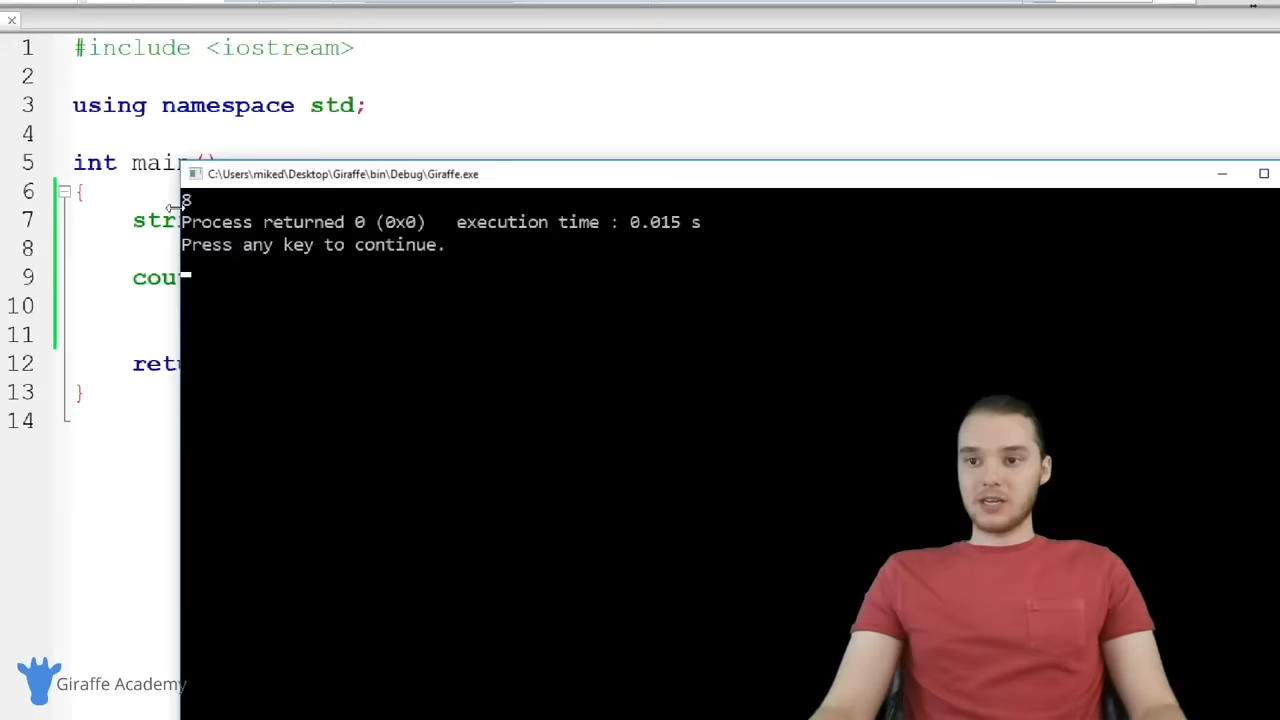 1 #include <iostream>
2
3 using namespace std;
4
5 int main()
6 {
7 str
8
9 cou
10
11
12 ret
13 }
14
C:\Users\miked\Desktop\Giraffe\bin\Debug\Giraffe.exe
8
Process returned 0 (0x0) execution time : 0.015 s
Press any key to continue.
Giraffe Academy